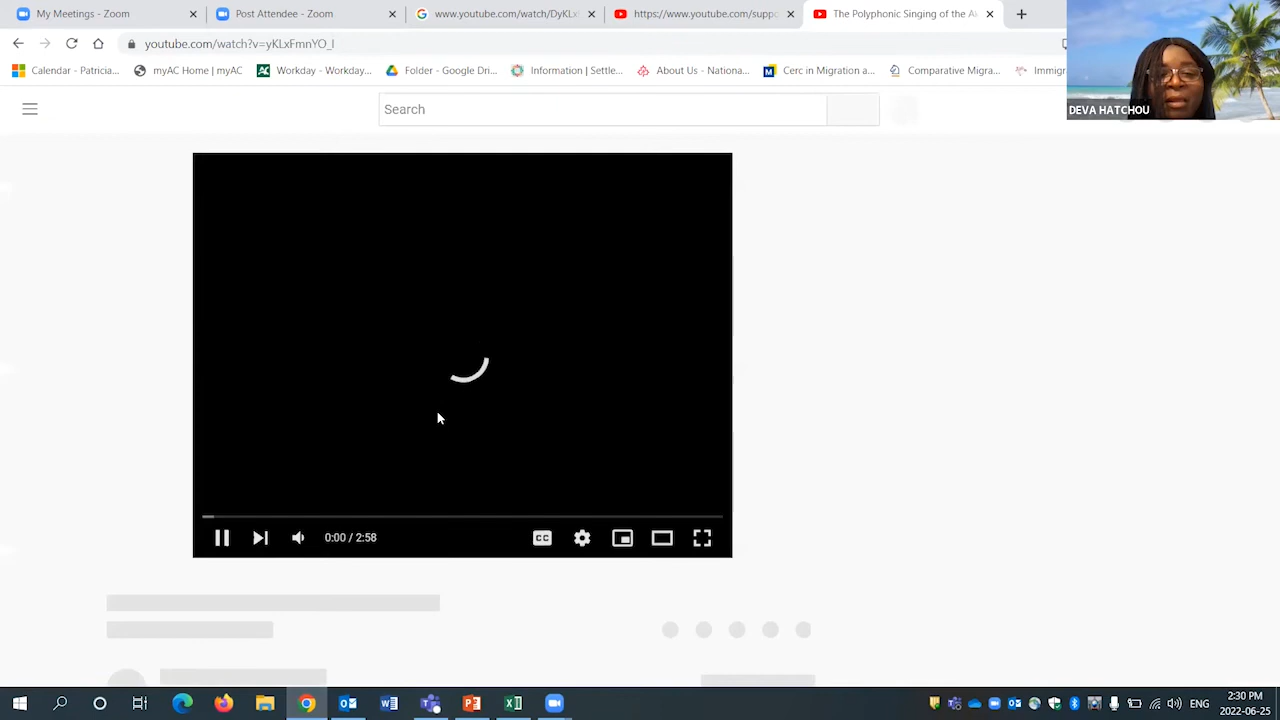 My Meetings - Zoom
Post Attendee - Zoom
www.youtube.com/watch?v=DyKLx
https://www.youtube.com/suppo
The Polyphonic Singing of the Ak
youtube.com/watch?v=yKLxFmnYO_I
Calendar - Patricia...
myAC Home | myAC
Workday - Workday...
Folder - Google Dri...
Information | Settle...
About Us - Nationa...
Cerc in Migration a...
Comparative Migra...
Immigr
Search
DEVA HATCHOU
0:00 / 2:58
CC
ENG
2:30 PM
2022-06-25